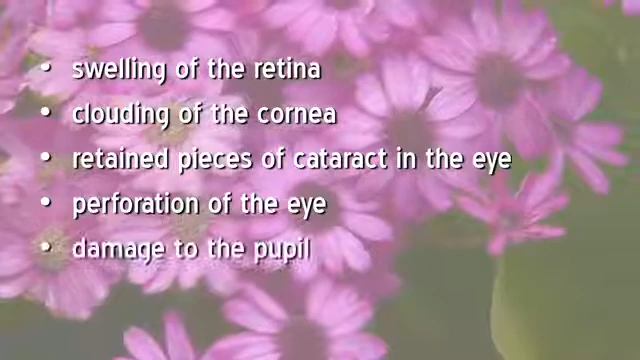 • swelling of the retina
• clouding of the cornea
• retained pieces of cataract in the eye
• perforation of the eye
• damage to the pupil